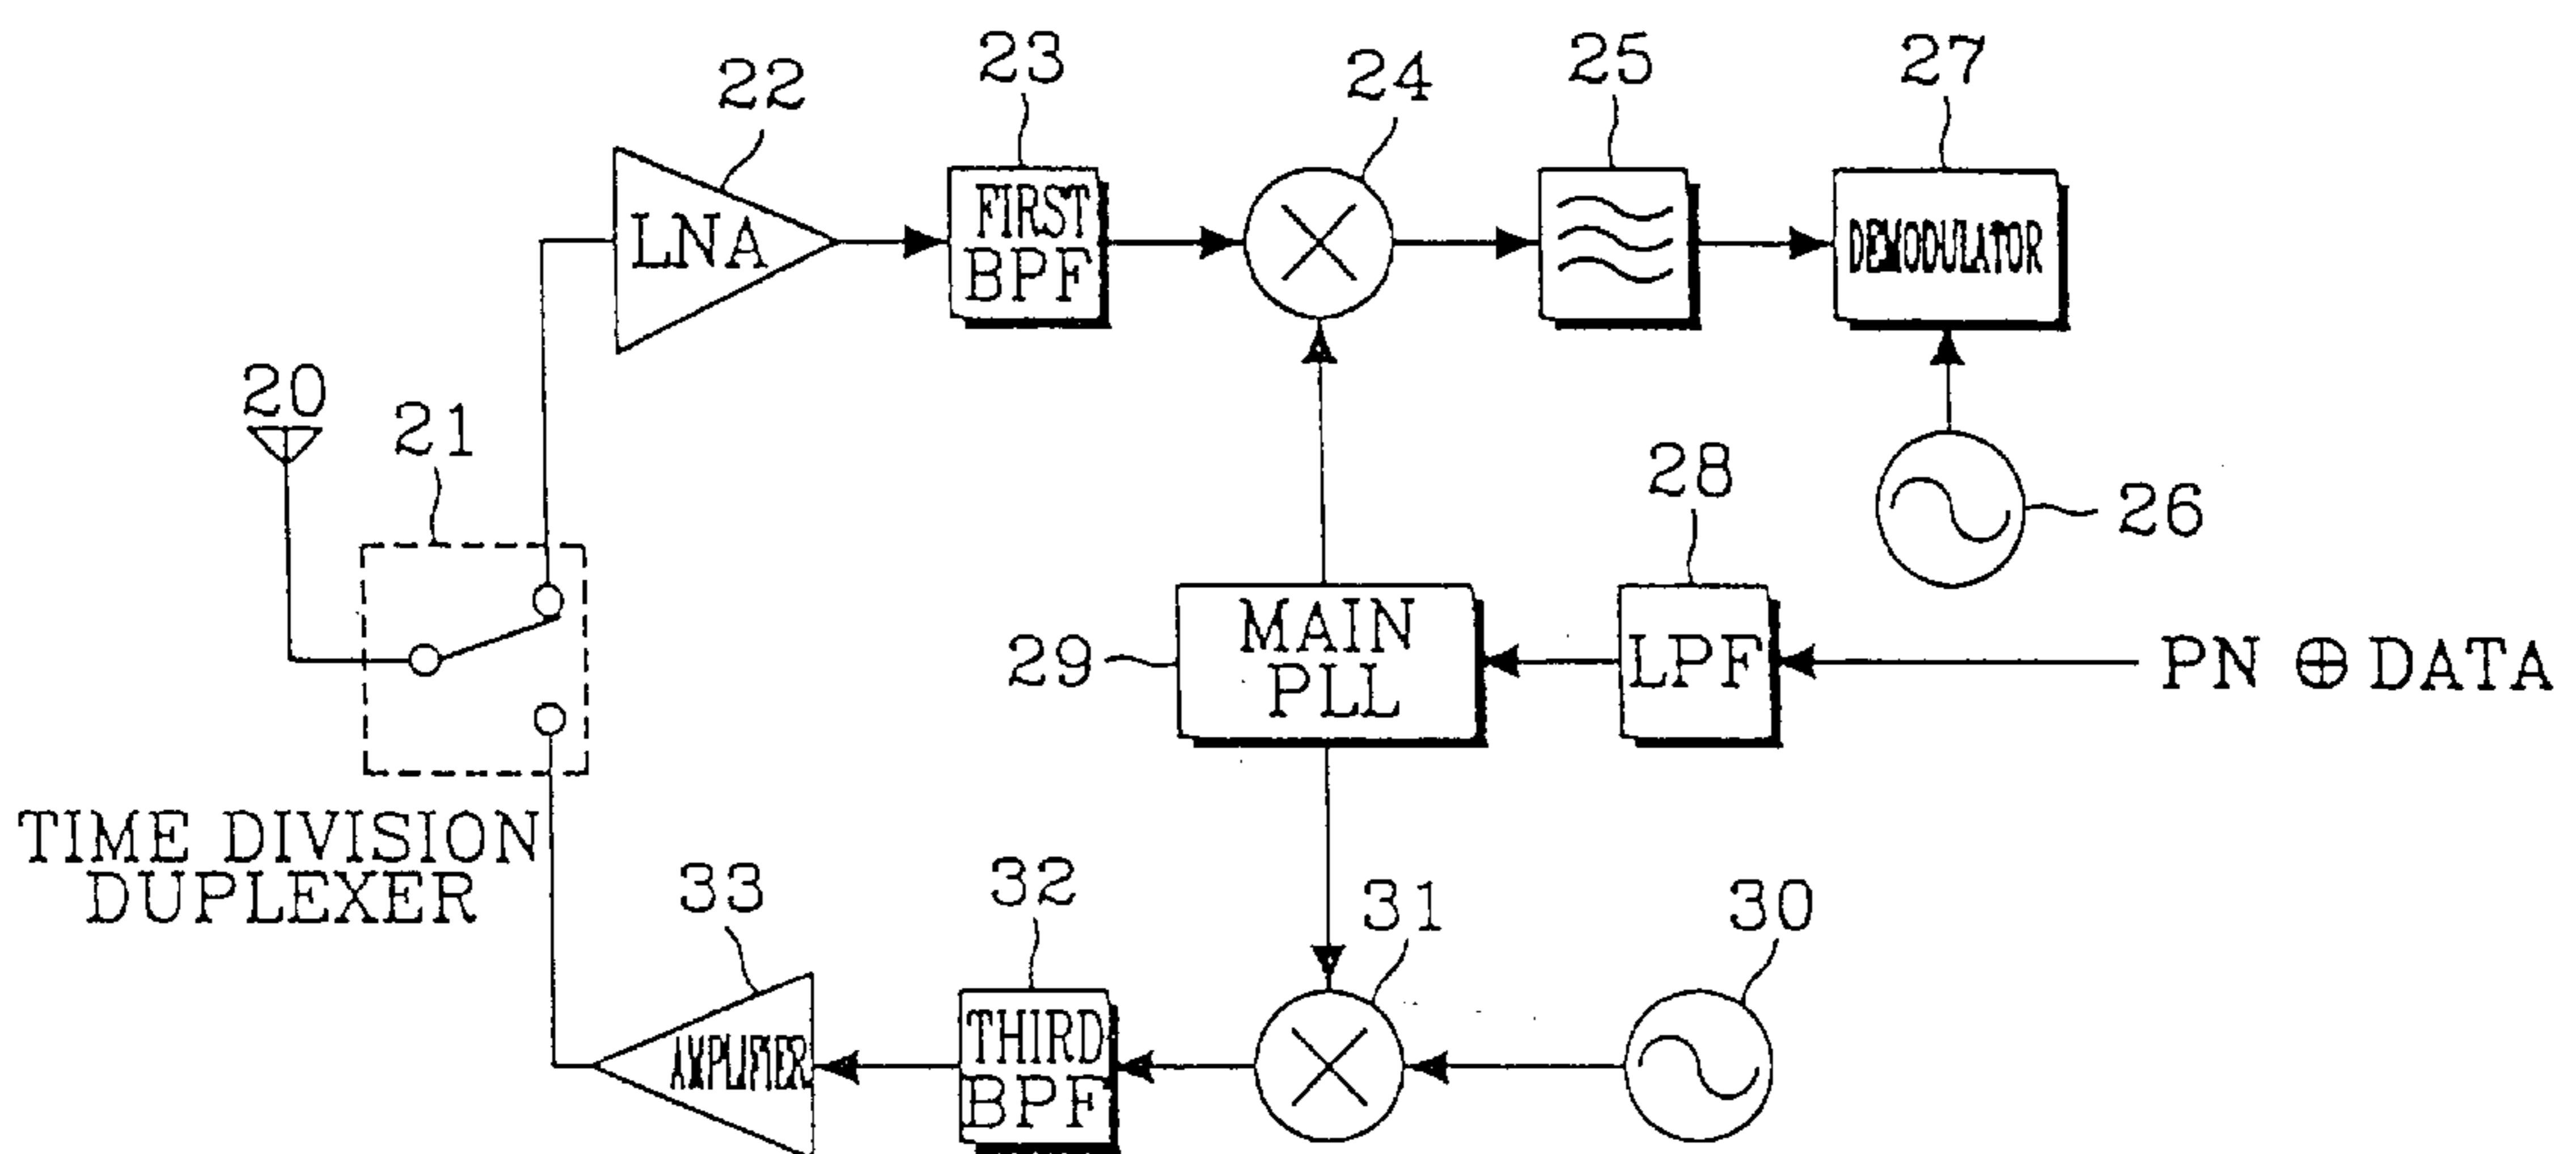 22
23
24
25
27
LNA
FIRST
BPF
DEMODULATOR
20
21
28
26
29
MAIN
PLL
LPF
PN ⊕ DATA
TIME DIVISION
DUPLEXER
33
32
31
30
AMPLIFIER
THIRD
BPF